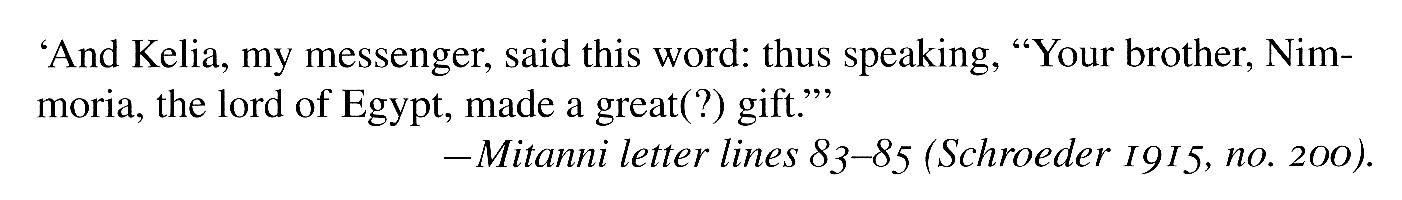 ‘And Kelia, my messenger, said this word: thus speaking, “Your brother, Nim-
moria, the lord of Egypt, made a great(?) gift.”’
—Mitanni letter lines 83–85 (Schroeder 1915, no. 200).